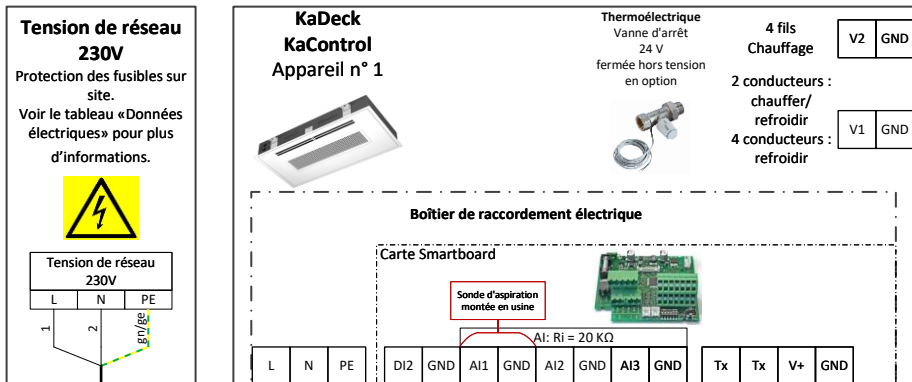 Tension de réseau
230V
Protection des fusibles sur
site.
Voir le tableau «Données
électriques» pour plus
d'informations.
Tension de réseau
230V
L N PE
1 2 gn/ge
KaDeck
KaControl
Appareil n° 1
Thermoélectrique
Vanne d'arrêt
24 V
fermée hors tension
en option
4 fils
Chauffage
V2 GND
2 conducteurs :
chauffer/
refroidir
4 conducteurs :
refroidir
V1 GND
Boîtier de raccordement électrique
Carte Smartboard
Sonde d'aspiration
montée en usine
AI: Ri = 20 KΩ
L N PE DI2 GND AI1 GND AI2 GND AI3 GND Tx Tx V+ GND